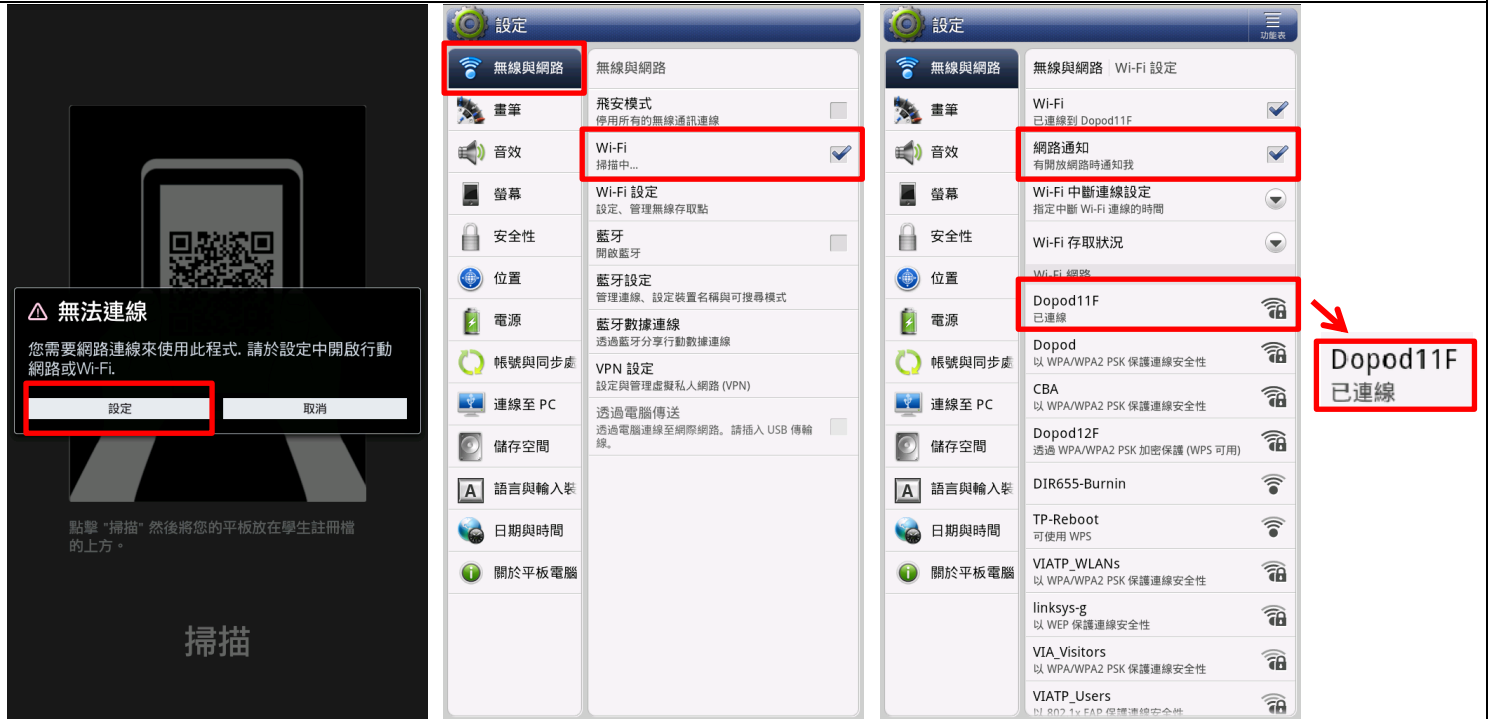 無法連線
您需要網路連線來使用此程式. 請於設定中開啟行動
網路或Wi-Fi.
設定
取消
點擊 "掃描" 然後將您的平板放在學生註冊檔
的上方。
掃描
設定
無線與網路
畫筆
音效
螢幕
安全性
位置
電源
帳號與同步處
連線至 PC
儲存空間
語言與輸入裝
日期與時間
關於平板電腦
無線與網路
飛安模式
停用所有的無線通訊連線
Wi-Fi
掃描中...
Wi-Fi 設定
設定、管理無線存取點
藍牙
開啟藍牙
藍牙設定
管理連線、設定裝置名稱與可搜尋模式
藍牙數據連線
透過藍牙分享行動數據連線
VPN 設定
設定與管理虛擬私人網路 (VPN)
透過電腦傳送
透過電腦連線至網際網路。請插入 USB 傳輸
線。
設定
功能表
無線與網路
畫筆
音效
螢幕
安全性
位置
電源
帳號與同步處
連線至 PC
儲存空間
語言與輸入裝
日期與時間
關於平板電腦
無線與網路 Wi-Fi 設定
Wi-Fi
已連線到 Dopod11F
網路通知
有開放網路時通知我
Wi-Fi 中斷連線設定
指定中斷 Wi-Fi 連線的時間
Wi-Fi 存取狀況
Wi-Fi 網路
Dopod11F
已連線
Dopod
以 WPA/WPA2 PSK 保護連線安全性
CBA
以 WPA/WPA2 PSK 保護連線安全性
Dopod12F
透過 WPA/WPA2 PSK 加密保護 (WPS 可用)
DIR655-Burnin
TP-Reboot
可使用 WPS
VIATP_WLANs
以 WPA/WPA2 PSK 保護連線安全性
linksys-g
以 WEP 保護連線安全性
VIA_Visitors
以 WPA/WPA2 PSK 保護連線安全性
VIATP_Users
以 802.1x EAP 保護連線安全性
Dopod11F
已連線